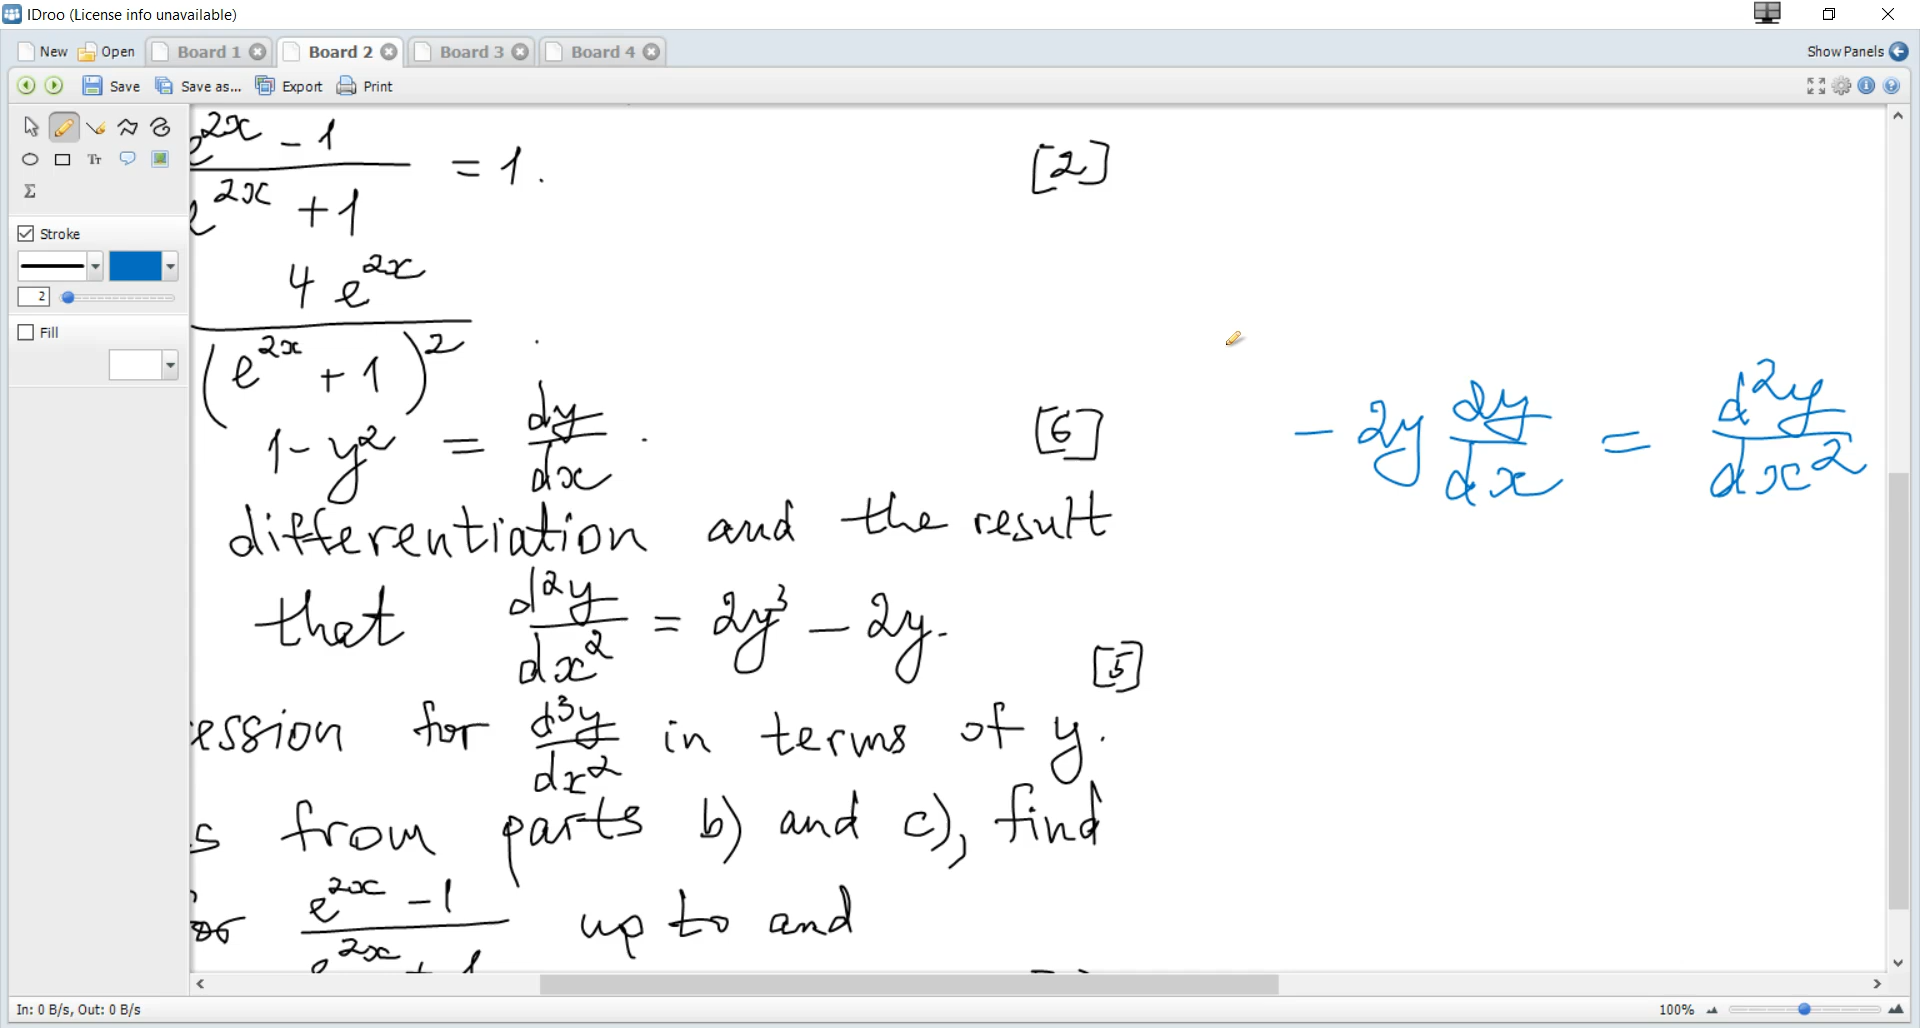 IDroo (License info unavailable)
New Open Board 1 Board 2 Board 3 Board 4 Show Panels
Save Save as... Export Print
Tt
Σ
Stroke
2
Fill
e^{2x} - 1
———— = 1. [2]
e^{2x} + 1
4 e^{2x}
————
(e^{2x} + 1)^2 .
1 - y^2 = dy/dx . [6]
differentiation and the result
that d^2y/dx^2 = 2y^3 - 2y. [5]
ession for d^3y/dx^2 in terms of y.
s from parts b) and c), find
e^{2x} - 1
———— up to and
e^{2x} + 1
- 2y dy/dx = d^2y/dx^2
In: 0 B/s, Out: 0 B/s 100%